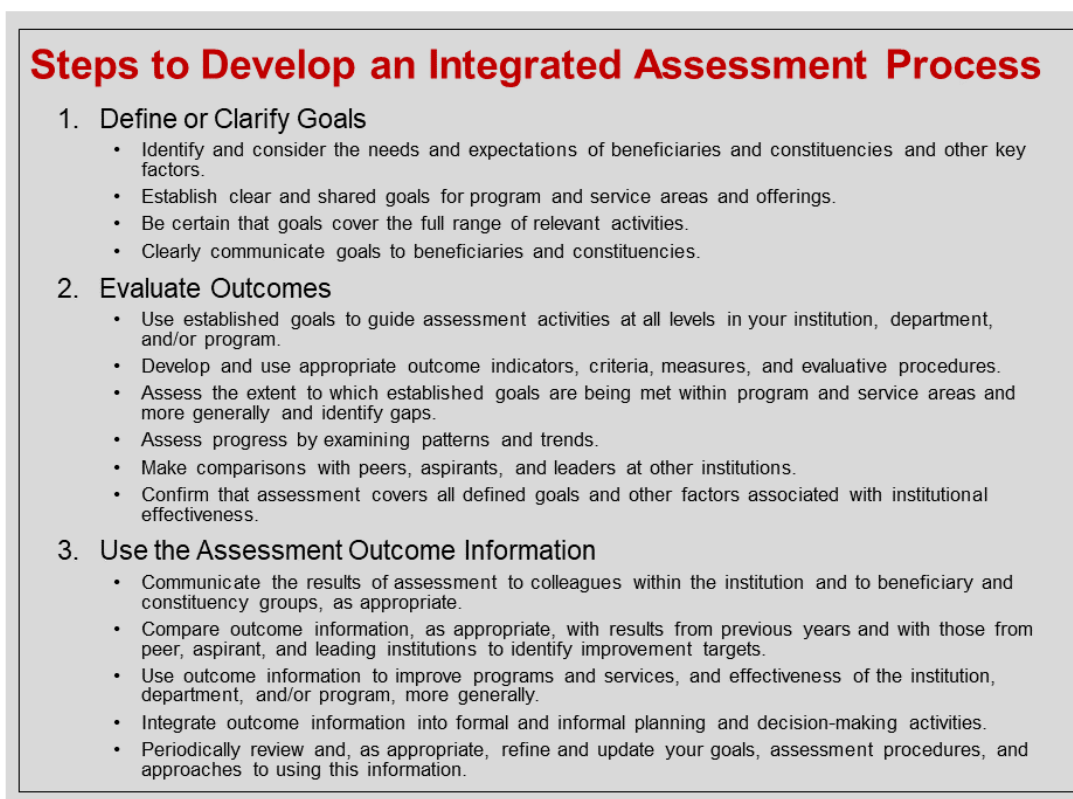 Steps to Develop an Integrated Assessment Process
1. Define or Clarify Goals
• Identify and consider the needs and expectations of beneficiaries and constituencies and other key
factors.
• Establish clear and shared goals for program and service areas and offerings.
• Be certain that goals cover the full range of relevant activities.
• Clearly communicate goals to beneficiaries and constituencies.
2. Evaluate Outcomes
• Use established goals to guide assessment activities at all levels in your institution, department,
and/or program.
• Develop and use appropriate outcome indicators, criteria, measures, and evaluative procedures.
• Assess the extent to which established goals are being met within program and service areas and
more generally and identify gaps.
• Assess progress by examining patterns and trends.
• Make comparisons with peers, aspirants, and leaders at other institutions.
• Confirm that assessment covers all defined goals and other factors associated with institutional
effectiveness.
3. Use the Assessment Outcome Information
• Communicate the results of assessment to colleagues within the institution and to beneficiary and
constituency groups, as appropriate.
• Compare outcome information, as appropriate, with results from previous years and with those from
peer, aspirant, and leading institutions to identify improvement targets.
• Use outcome information to improve programs and services, and effectiveness of the institution,
department, and/or program, more generally.
• Integrate outcome information into formal and informal planning and decision-making activities.
• Periodically review and, as appropriate, refine and update your goals, assessment procedures, and
approaches to using this information.